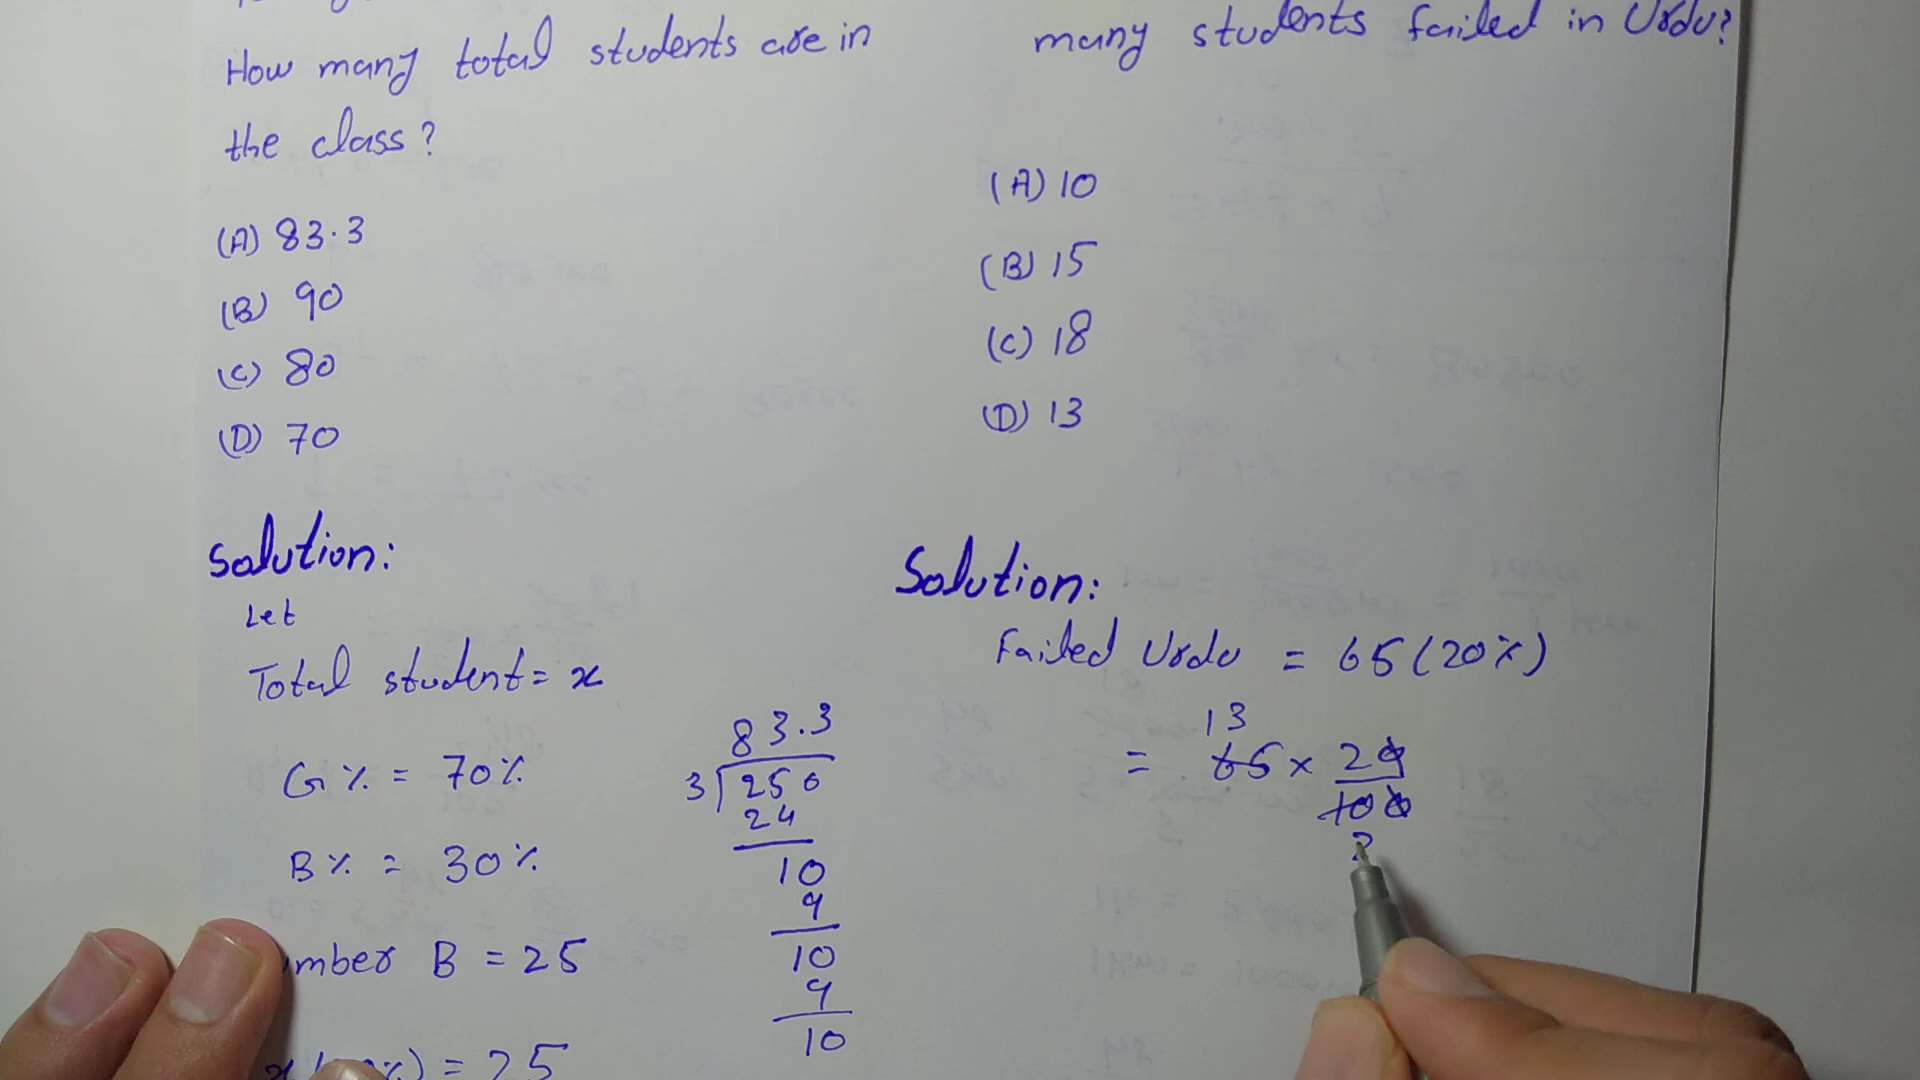 How many total students are in
the class?
(A) 83.3
(B) 90
(C) 80
(D) 70
Solution:
Let
Total student = x
G% = 70%
B% = 30%
mber B = 25
%) = 25
83.3
3 250
24
10
9
10
9
10
many students failed in Urdu?
(A) 10
(B) 15
(C) 18
(D) 13
Solution:
Failed Urdu = 65(20%)
13
= 65 × 20
100
2